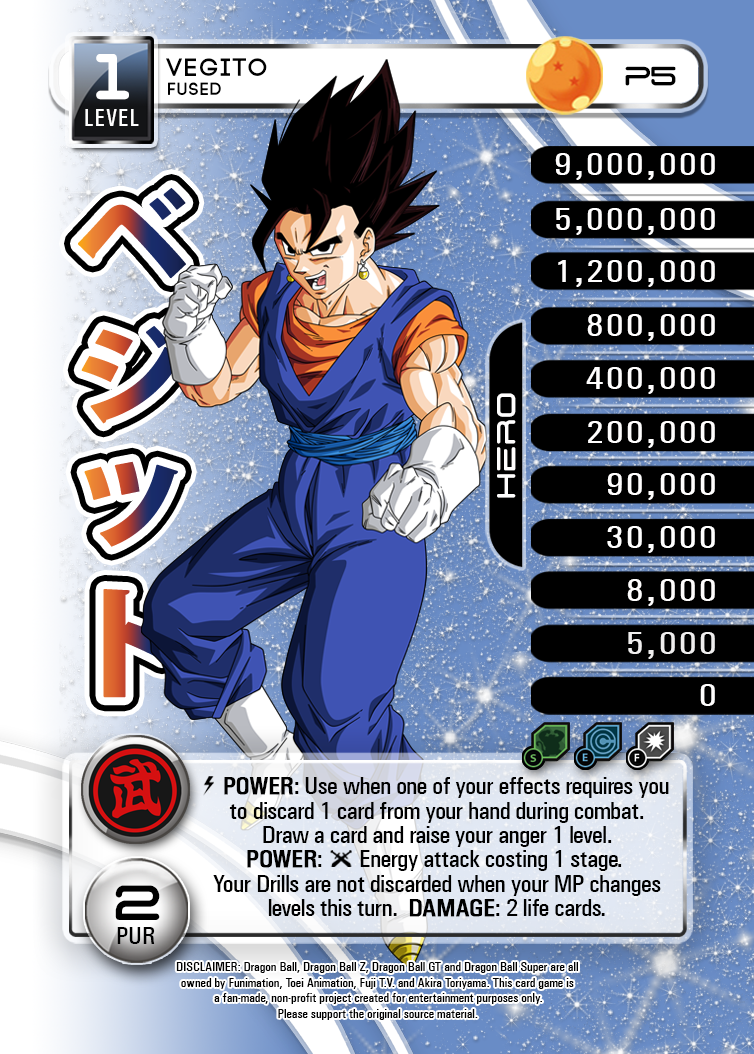 1
LEVEL
VEGITO
FUSED
P5
ベジット
HERO
9,000,000
5,000,000
1,200,000
800,000
400,000
200,000
90,000
30,000
8,000
5,000
0
S E F
武
2
PUR
POWER: Use when one of your effects requires you
to discard 1 card from your hand during combat.
Draw a card and raise your anger 1 level.
POWER: Energy attack costing 1 stage.
Your Drills are not discarded when your MP changes
levels this turn. DAMAGE: 2 life cards.
DISCLAIMER: Dragon Ball, Dragon Ball Z, Dragon Ball GT and Dragon Ball Super are all
owned by Funimation, Toei Animation, Fuji T.V. and Akira Toriyama. This card game is
a fan-made, non-profit project created for entertainment purposes only.
Please support the original source material.